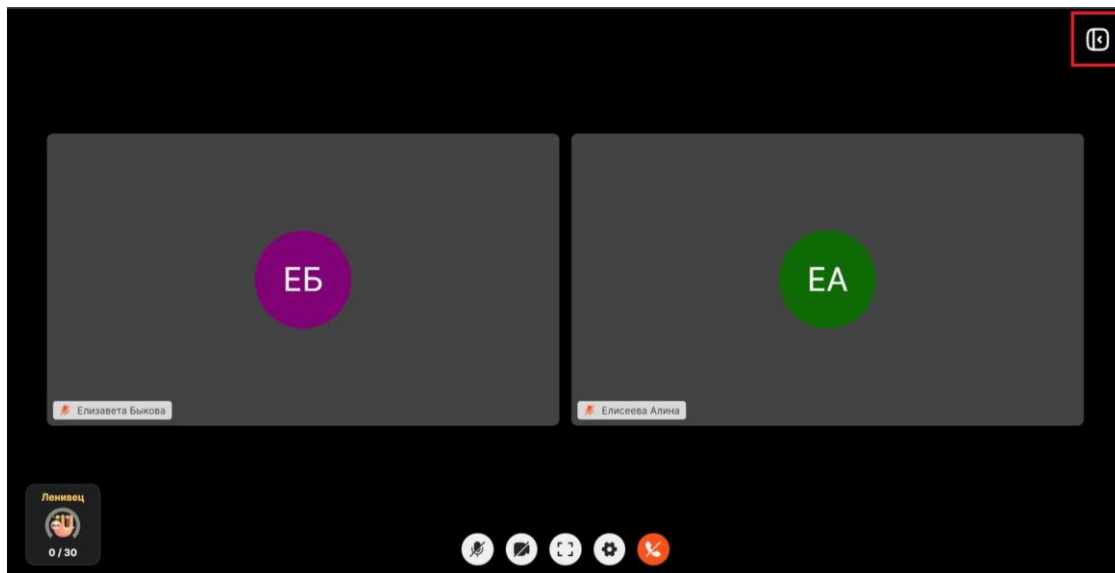 ЕБ
ЕА
Елизавета Быкова
Елисеева Алина
Ленивец
0 / 30